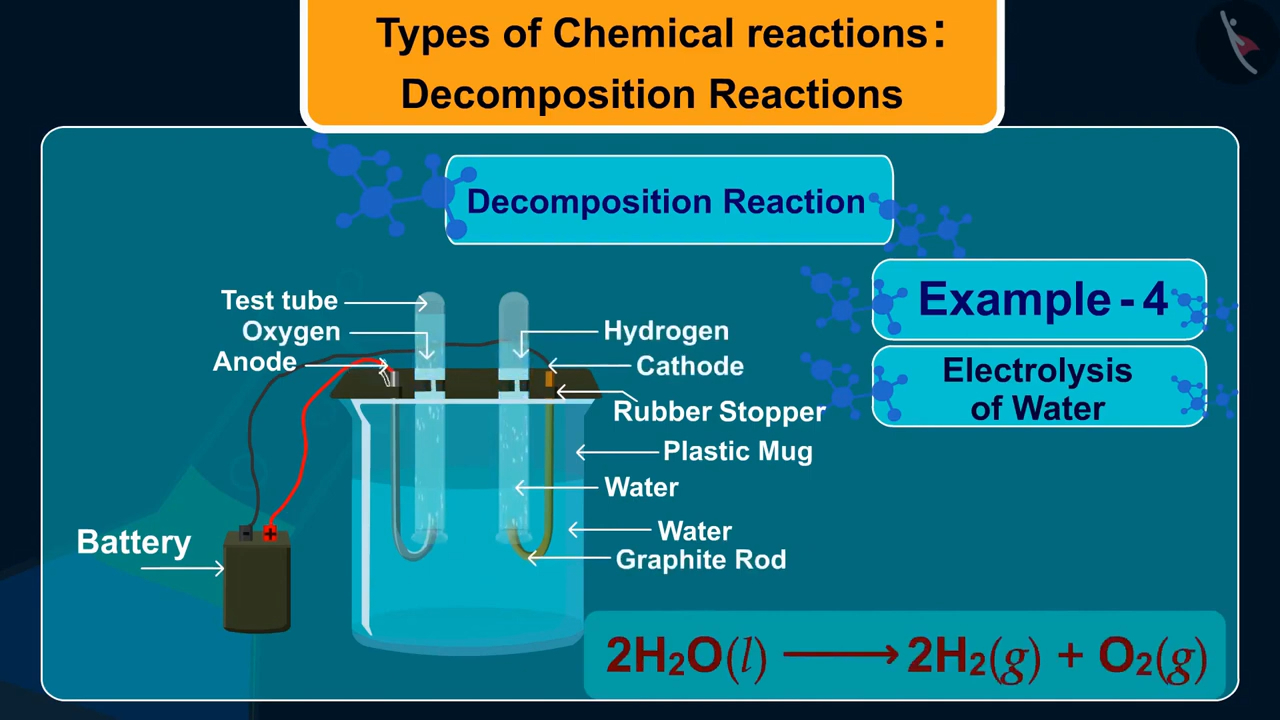 Types of Chemical reactions:
Decomposition Reactions
Decomposition Reaction
Example - 4
Electrolysis
of Water
Test tube
Oxygen
Anode
Hydrogen
Cathode
Rubber Stopper
Plastic Mug
Water
Water
Graphite Rod
Battery
- +
2H₂O(l) ⟶ 2H₂(g) + O₂(g)